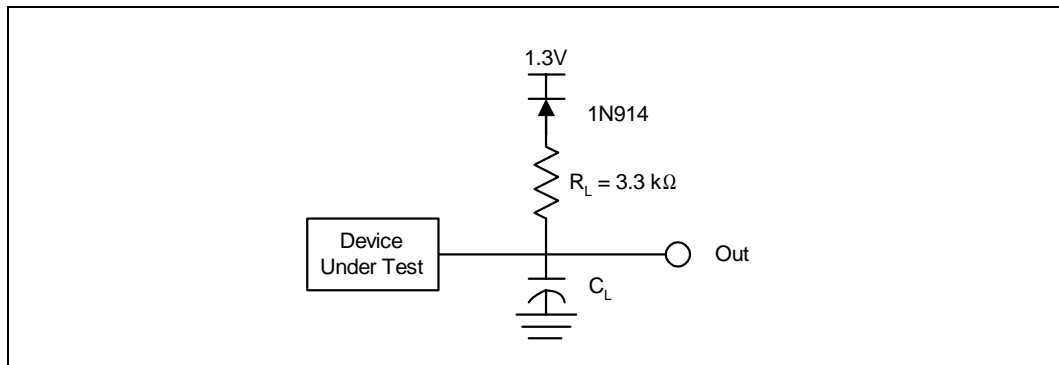 1.3V
1N914
R_L = 3.3 kΩ
Device
Under Test
Out
C_L